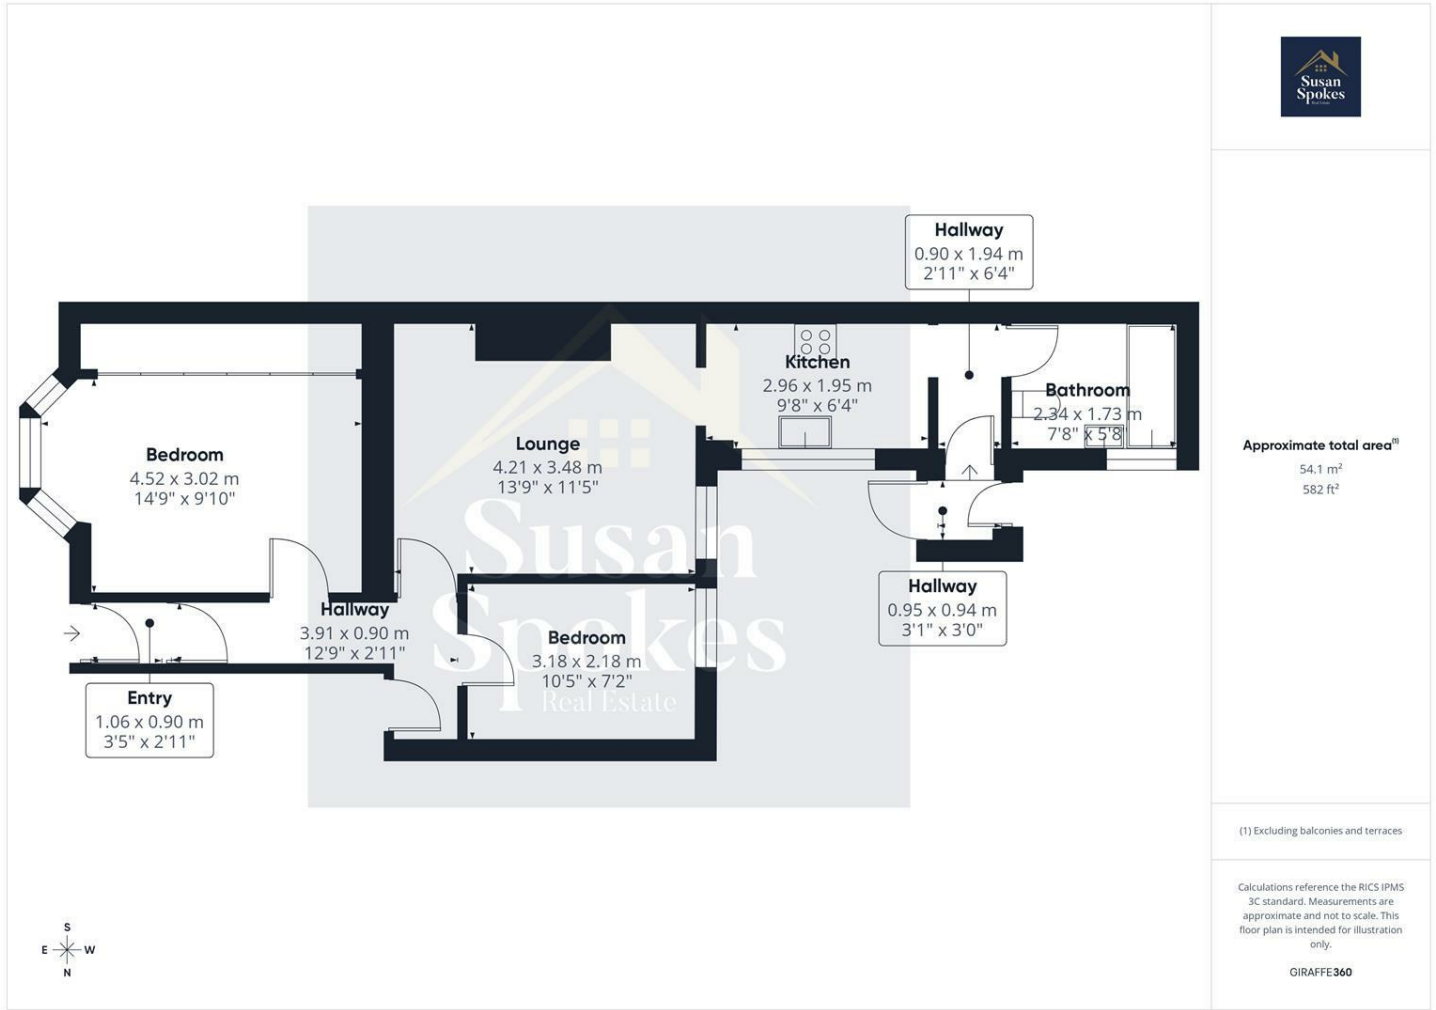 Susan
Spokes
Real Estate
Hallway
0.90 x 1.94 m
2'11" x 6'4"
Kitchen
2.96 x 1.95 m
9'8" x 6'4"
Bathroom
2.34 x 1.73 m
7'8" x 5'8"
Lounge
4.21 x 3.48 m
13'9" x 11'5"
Bedroom
4.52 x 3.02 m
14'9" x 9'10"
Susan
Spokes
Real Estate
Hallway
0.95 x 0.94 m
3'1" x 3'0"
Hallway
3.91 x 0.90 m
12'9" x 2'11"
Bedroom
3.18 x 2.18 m
10'5" x 7'2"
Entry
1.06 x 0.90 m
3'5" x 2'11"
S
E W
N
Approximate total area(1)
54.1 m²
582 ft²
(1) Excluding balconies and terraces
Calculations reference the RICS IPMS
3C standard. Measurements are
approximate and not to scale. This
floor plan is intended for illustration
only.
GIRAFFE360